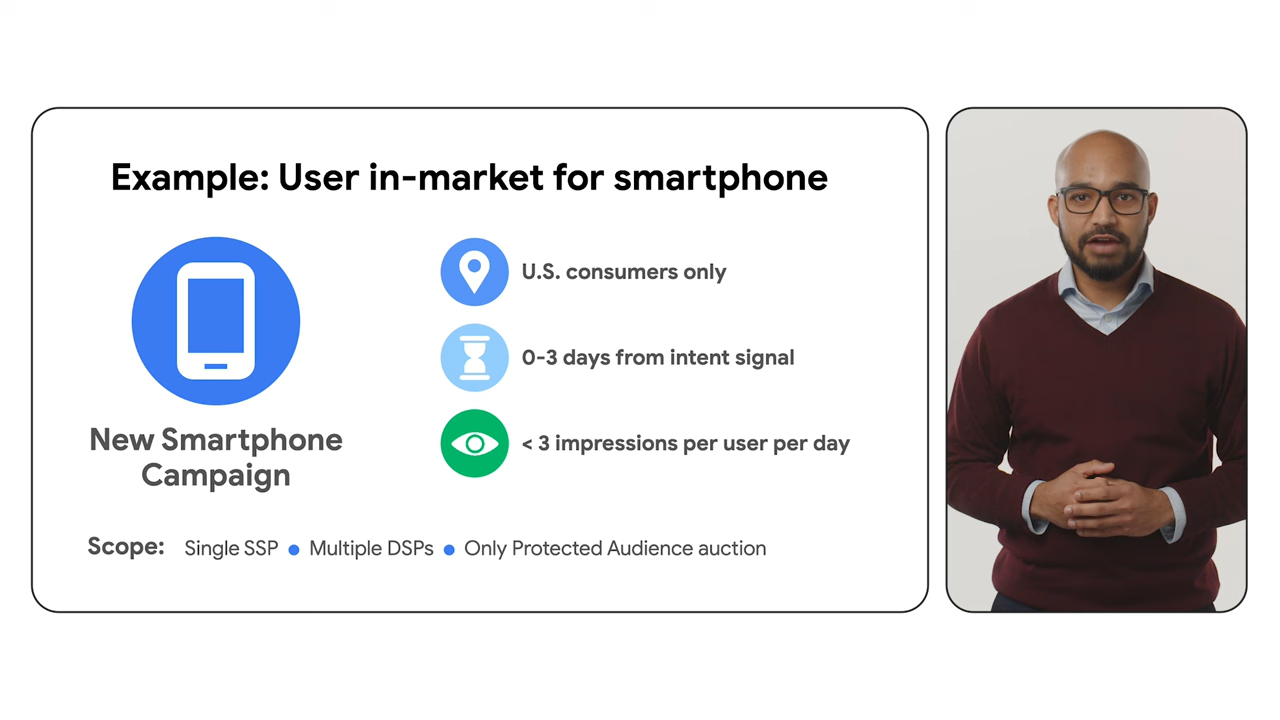 Example: User in-market for smartphone
New Smartphone
Campaign
U.S. consumers only
0-3 days from intent signal
< 3 impressions per user per day
Scope: Single SSP ● Multiple DSPs ● Only Protected Audience auction